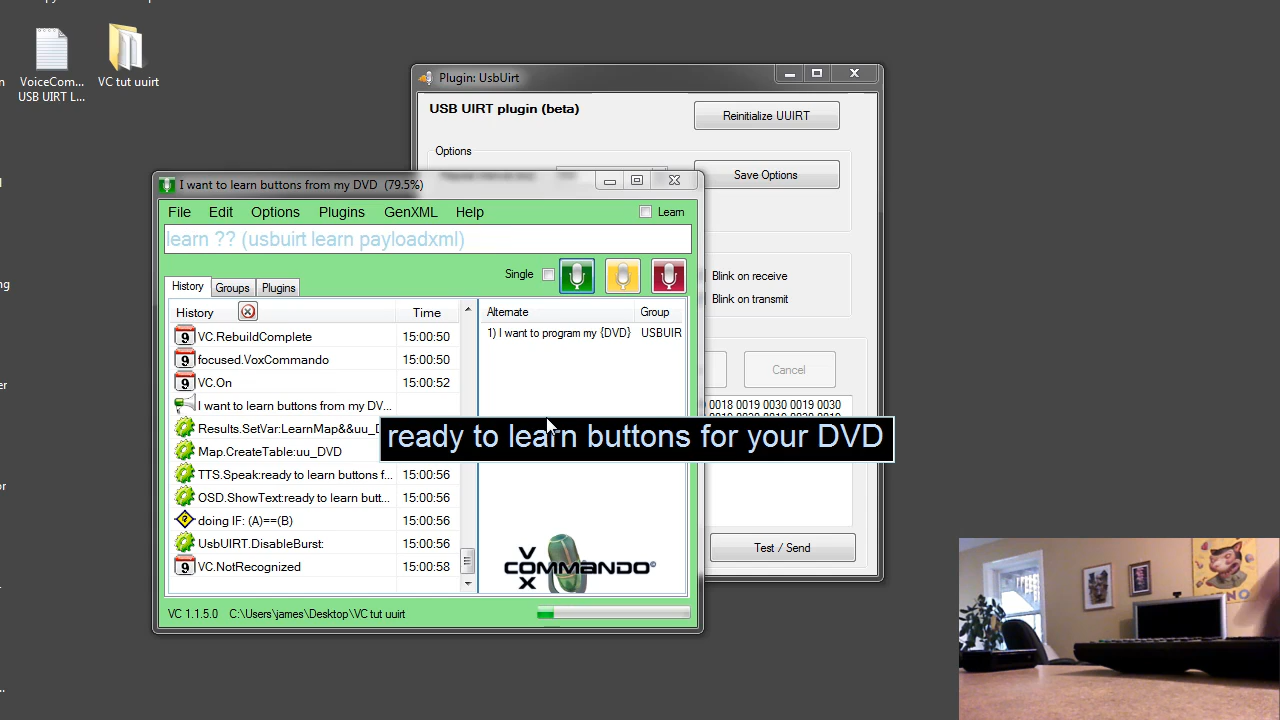 VoiceCom...
USB UIRT L...
VC tut uuirt
Plugin: UsbUirt
USB UIRT plugin (beta)
Reinitialize UUIRT
Options
Save Options
Blink on receive
Blink on transmit
Cancel
0018 0019 0030 0019 0030
Test / Send
I want to learn buttons from my DVD (79.5%)
File Edit Options Plugins GenXML Help
Learn
learn ?? (usbuirt learn payloadxml)
Single
History Groups Plugins
History Time
VC.RebuildComplete 15:00:50
focused.VoxCommando 15:00:50
VC.On 15:00:52
I want to learn buttons from my DV...
Results.SetVar:LearnMap&&uu_D
Map.CreateTable:uu_DVD
TTS.Speak:ready to learn buttons f... 15:00:56
OSD.ShowText:ready to learn butt... 15:00:56
doing IF: (A)==(B) 15:00:56
UsbUIRT.DisableBurst: 15:00:56
VC.NotRecognized 15:00:58
Alternate Group
1) I want to program my {DVD} USBUIR
ready to learn buttons for your DVD
VOX
COMMANDO
VC 1.1.5.0 C:\Users\james\Desktop\VC tut uuirt